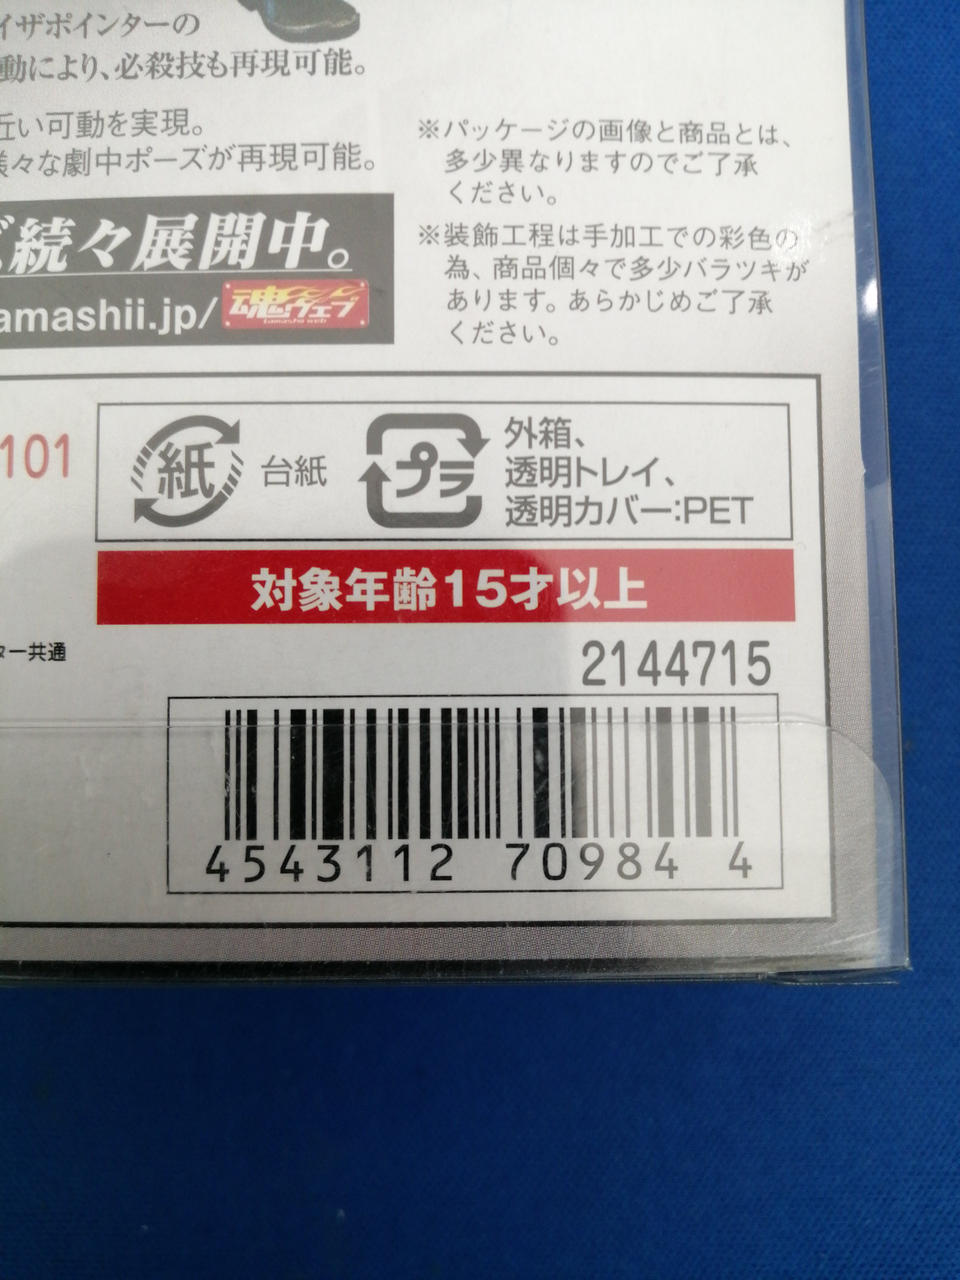 イザポインターの
動により、必殺技も再現可能。
近い可動を実現。
様々な劇中ポーズが再現可能。
※パッケージの画像と商品とは、
多少異なりますのでご了承
ください。
※装飾工程は手加工での彩色の
為、商品個々で多少バラツキが
あります。あらかじめご了承
ください。
続々展開中。
amashii.jp/
魂ウェブ
tamashii web
101
紙
台紙
プラ
外箱、
透明トレイ、
透明カバー:PET
対象年齢15才以上
ター共通
2144715
4543112 70984 4